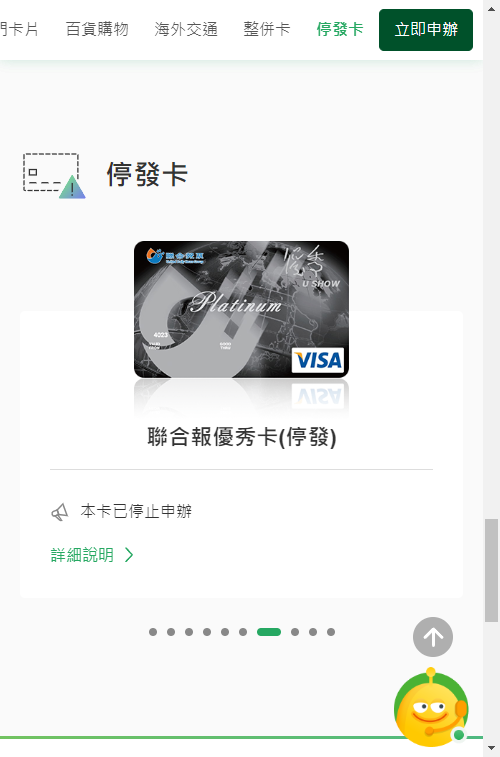 門卡片 百貨購物 海外交通 整併卡 停發卡 立即申辦
停發卡
聯合報系
優秀
U SHOW
Platinum
4023
VISA
聯合報優秀卡(停發)
本卡已停止申辦
詳細說明